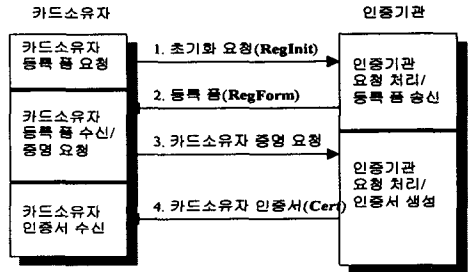 카드소유자
인증기관
카드소유자
등록 폼 요청
1. 초기화 요청(RegInit)
인증기관
요청 처리/
등록 폼 송신
2. 등록 폼(RegForm)
카드소유자
등록 폼 수신/
증명 요청
3. 카드소유자 증명 요청
인증기관
요청 처리/
인증서 생성
4. 카드소유자 인증서(Cert)
카드소유자
인증서 수신